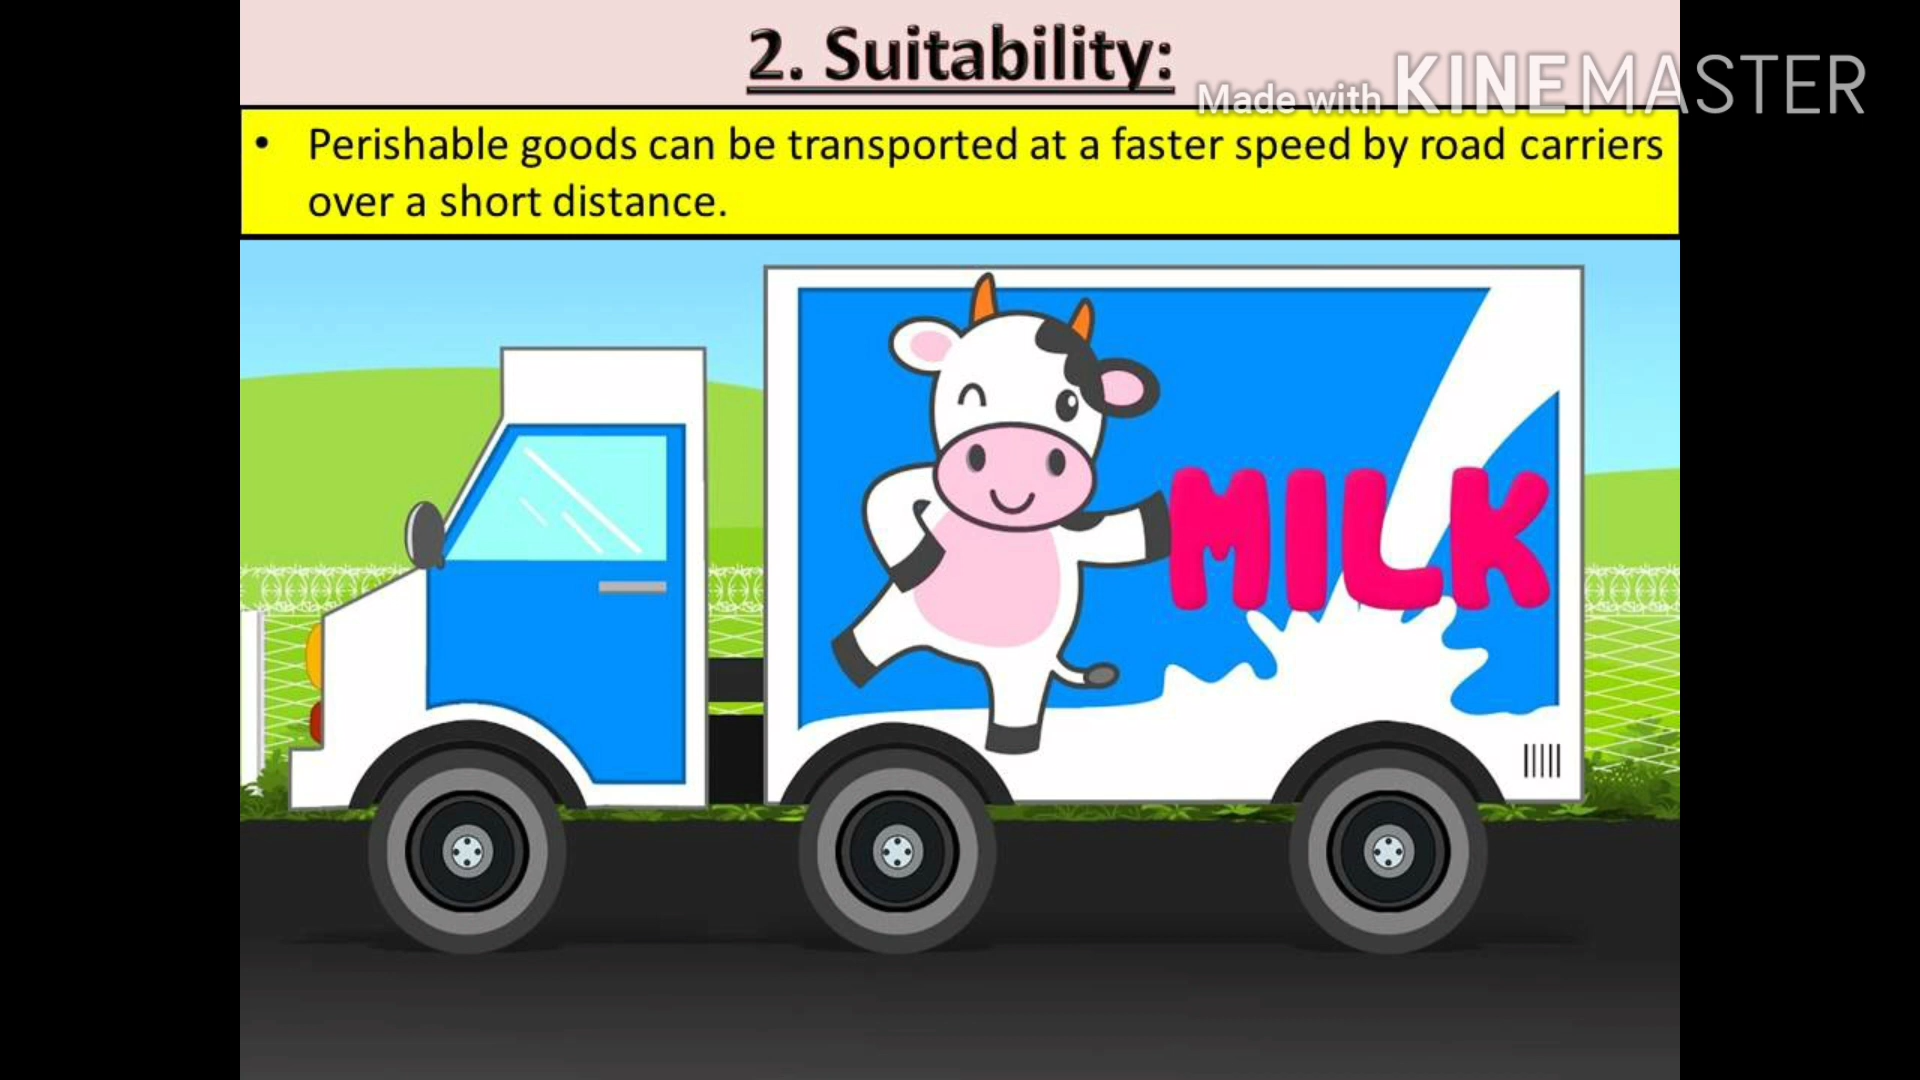 2. Suitability:
Made with KINEMASTER
• Perishable goods can be transported at a faster speed by road carriers
over a short distance.
MILK